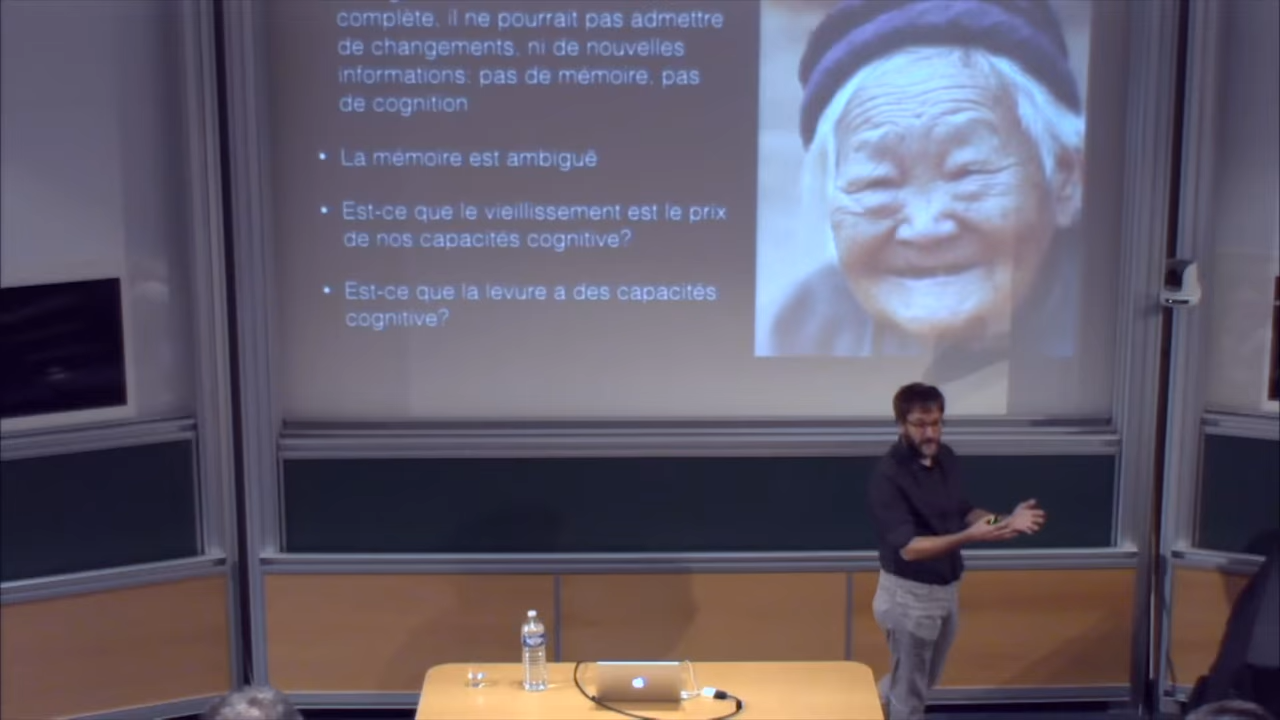 complète, il ne pourrait pas admettre
de changements, ni de nouvelles
informations: pas de mémoire, pas
de cognition
• La mémoire est ambiguë
• Est-ce que le vieillissement est le prix
de nos capacités cognitive?
• Est-ce que la levure a des capacités
cognitive?